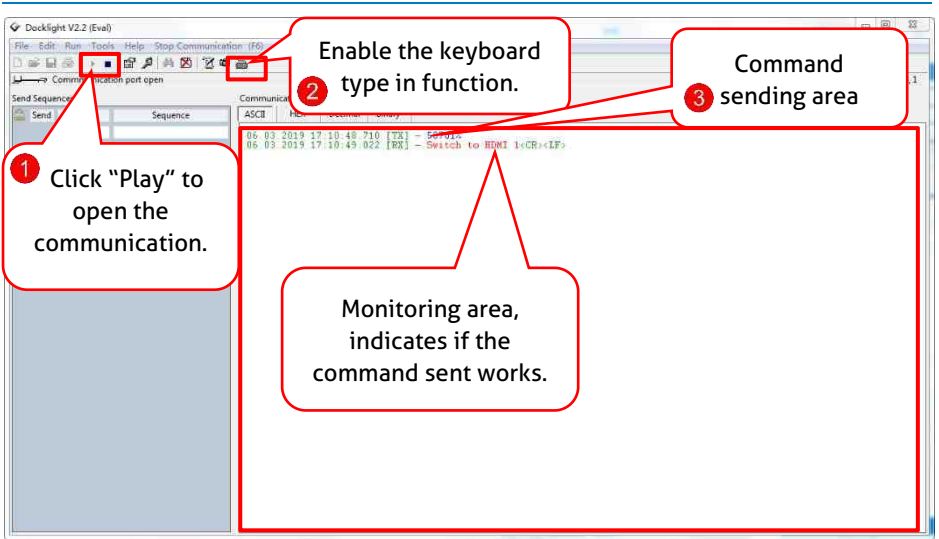 Docklight V2.2 (Eval)
File Edit Run Tools Help Stop Communication (F6)
Communication port open
Send Sequence
Send
Sequence
Communicat
ASCII
06.03.2019 17:10:48.710 [TX] -
06.03.2019 17:10:49.022 [RX] - Switch to HDMI 1<CR><LF>
1
Click “Play” to
open the
communication.
2
Enable the keyboard
type in function.
3
Command
sending area
Monitoring area,
indicates if the
command sent works.